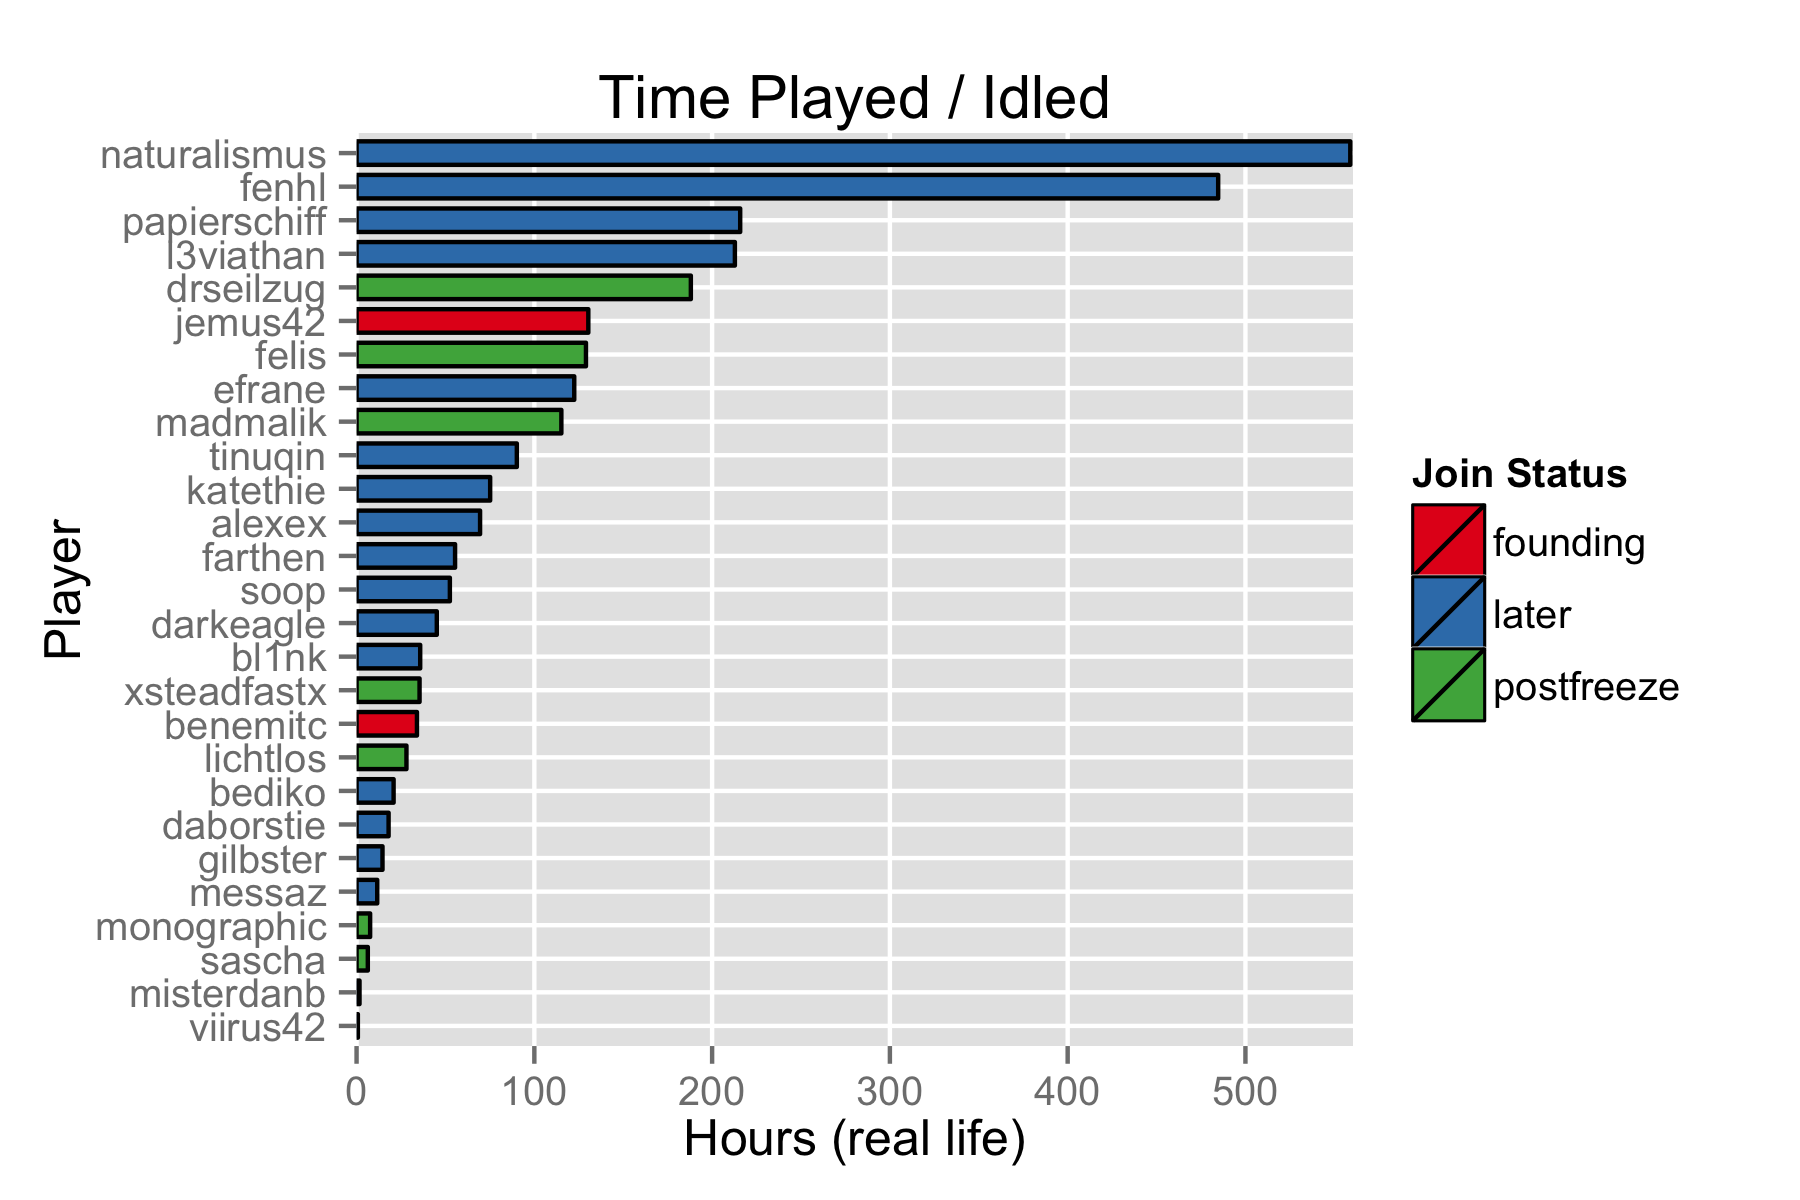 Time Played / Idled
naturalismus
fenhl
papierschiff
l3viathan
drseilzug
jemus42
felis
efrane
madmalik
tinuqin
katethie
alexex
farthen
soop
darkeagle
bl1nk
xsteadfastx
benemitc
lichtlos
bediko
daborstie
gilbster
messaz
monographic
sascha
misterdanb
viirus42
Player
0 100 200 300 400 500
Hours (real life)
Join Status
founding
later
postfreeze